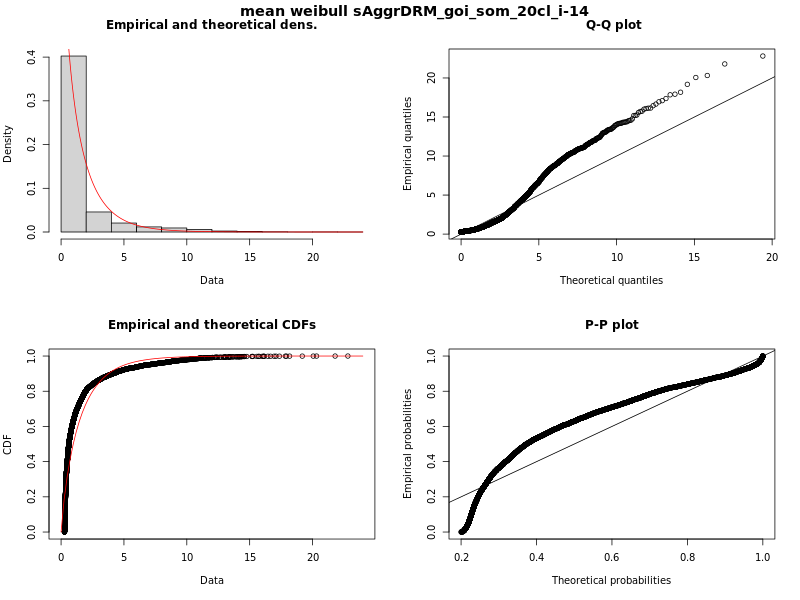 mean weibull sAggrDRM_goi_som_20cl_i-14
Empirical and theoretical dens.
Density
0.0 0.1 0.2 0.3 0.4
0 5 10 15 20
Data
Q-Q plot
Empirical quantiles
0 5 10 15 20
0 5 10 15 20
Theoretical quantiles
Empirical and theoretical CDFs
CDF
0.0 0.2 0.4 0.6 0.8 1.0
0 5 10 15 20
Data
P-P plot
Empirical probabilities
0.0 0.2 0.4 0.6 0.8 1.0
0.2 0.4 0.6 0.8 1.0
Theoretical probabilities